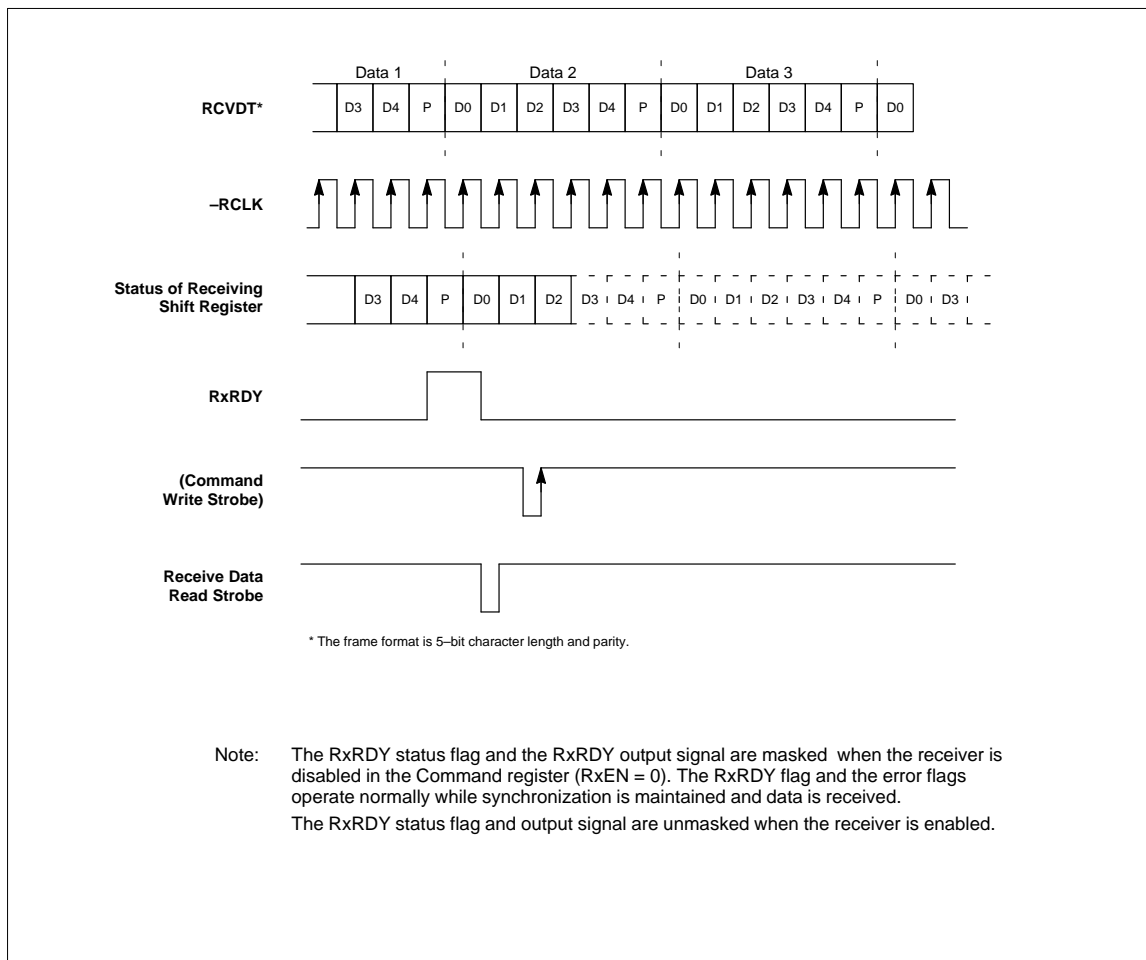 Data 1 Data 2 Data 3
RCVDT*
D3 D4 P D0 D1 D2 D3 D4 P D0 D1 D2 D3 D4 P D0
–RCLK
Status of Receiving
Shift Register
D3 D4 P D0 D1 D2 D3 D4 P D0 D1 D2 D3 D4 P D0 D3
RxRDY
(Command
Write Strobe)
Receive Data
Read Strobe
* The frame format is 5–bit character length and parity.
Note: The RxRDY status flag and the RxRDY output signal are masked when the receiver is
disabled in the Command register (RxEN = 0). The RxRDY flag and the error flags
operate normally while synchronization is maintained and data is received.
The RxRDY status flag and output signal are unmasked when the receiver is enabled.